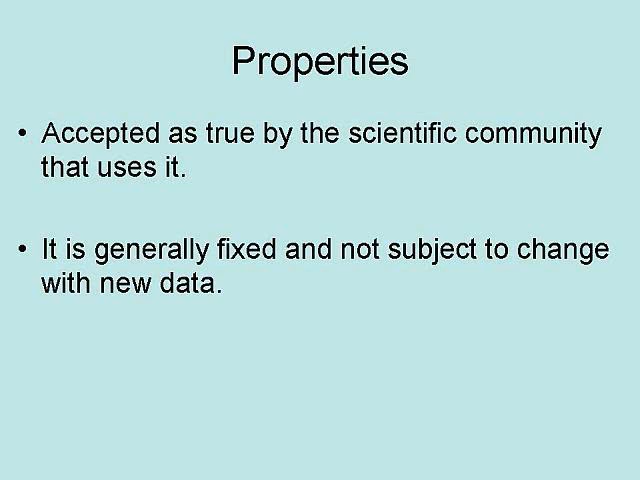 Properties
• Accepted as true by the scientific community
that uses it.
• It is generally fixed and not subject to change
with new data.